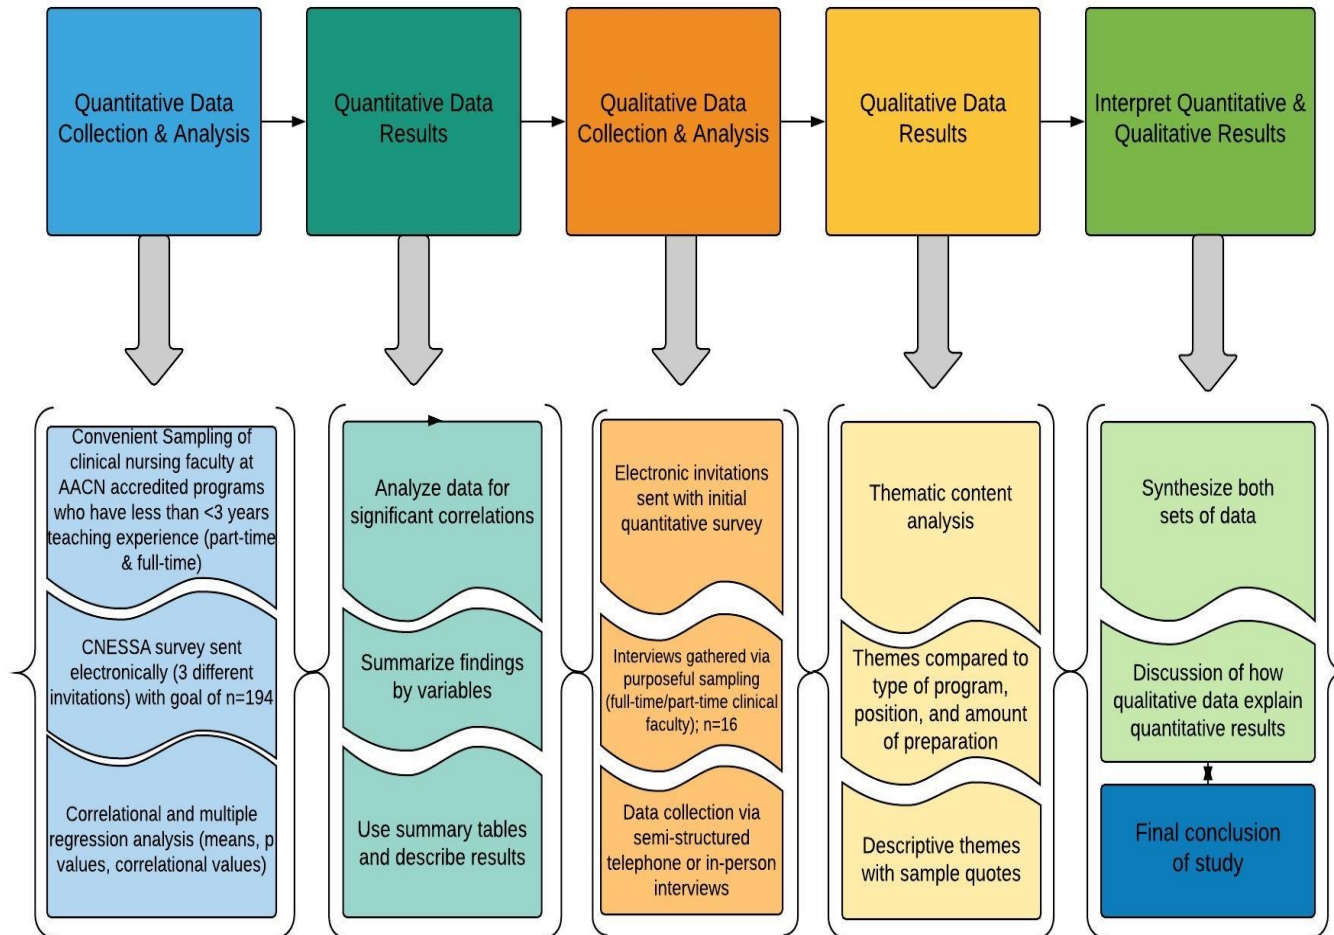 Quantitative Data
Collection & Analysis
Quantitative Data
Results
Qualitative Data
Collection & Analysis
Qualitative Data
Results
Interpret Quantitative &
Qualitative Results
Convenient Sampling of
clinical nursing faculty at
AACN accredited programs
who have less than <3 years
teaching experience (part-time
& full-time)
CNESSA survey sent
electronically (3 different
invitations) with goal of n=194
Correlational and multiple
regression analysis (means, p
values, correlational values)
Analyze data for
significant correlations
Summarize findings
by variables
Use summary tables
and describe results
Electronic invitations
sent with initial
quantitative survey
Interviews gathered via
purposeful sampling
(full-time/part-time clinical
faculty); n=16
Data collection via
semi-structured
telephone or in-person
interviews
Thematic content
analysis
Themes compared to
type of program,
position, and amount
of preparation
Descriptive themes
with sample quotes
Synthesize both
sets of data
Discussion of how
qualitative data explain
quantitative results
Final conclusion
of study